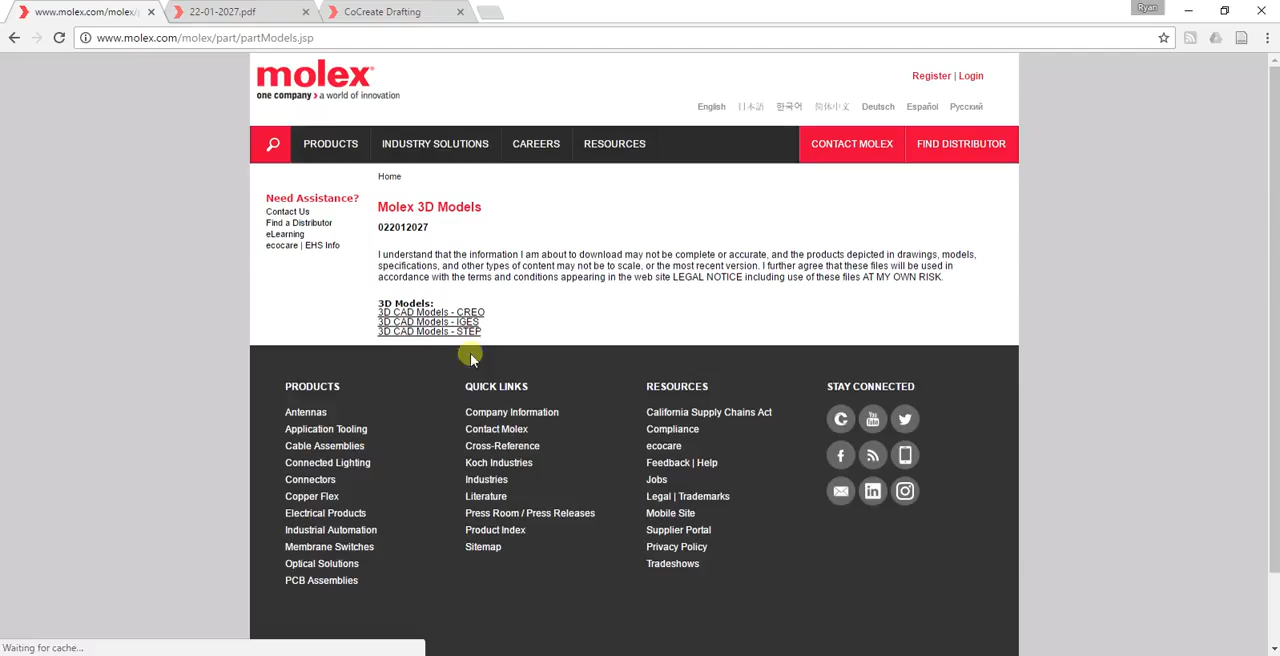 www.molex.com/molex/p
22-01-2027.pdf
CoCreate Drafting
Ryan
www.molex.com/molex/part/partModels.jsp
molex
one company › a world of innovation
Register | Login
English 日本語 한국어 简体中文 Deutsch Español Русский
PRODUCTS INDUSTRY SOLUTIONS CAREERS RESOURCES CONTACT MOLEX FIND DISTRIBUTOR
Home
Need Assistance?
Contact Us
Find a Distributor
eLearning
ecocare | EHS Info
Molex 3D Models
022012027
I understand that the information I am about to download may not be complete or accurate, and the products depicted in drawings, models,
specifications, and other types of content may not be to scale, or the most recent version. I further agree that these files will be used in
accordance with the terms and conditions appearing in the web site LEGAL NOTICE including use of these files AT MY OWN RISK.
3D Models:
3D CAD Models - CREO
3D CAD Models - IGES
3D CAD Models - STEP
PRODUCTS
Antennas
Application Tooling
Cable Assemblies
Connected Lighting
Connectors
Copper Flex
Electrical Products
Industrial Automation
Membrane Switches
Optical Solutions
PCB Assemblies
QUICK LINKS
Company Information
Contact Molex
Cross-Reference
Koch Industries
Industries
Literature
Press Room / Press Releases
Product Index
Sitemap
RESOURCES
California Supply Chains Act
Compliance
ecocare
Feedback | Help
Jobs
Legal | Trademarks
Mobile Site
Supplier Portal
Privacy Policy
Tradeshows
STAY CONNECTED
Waiting for cache...